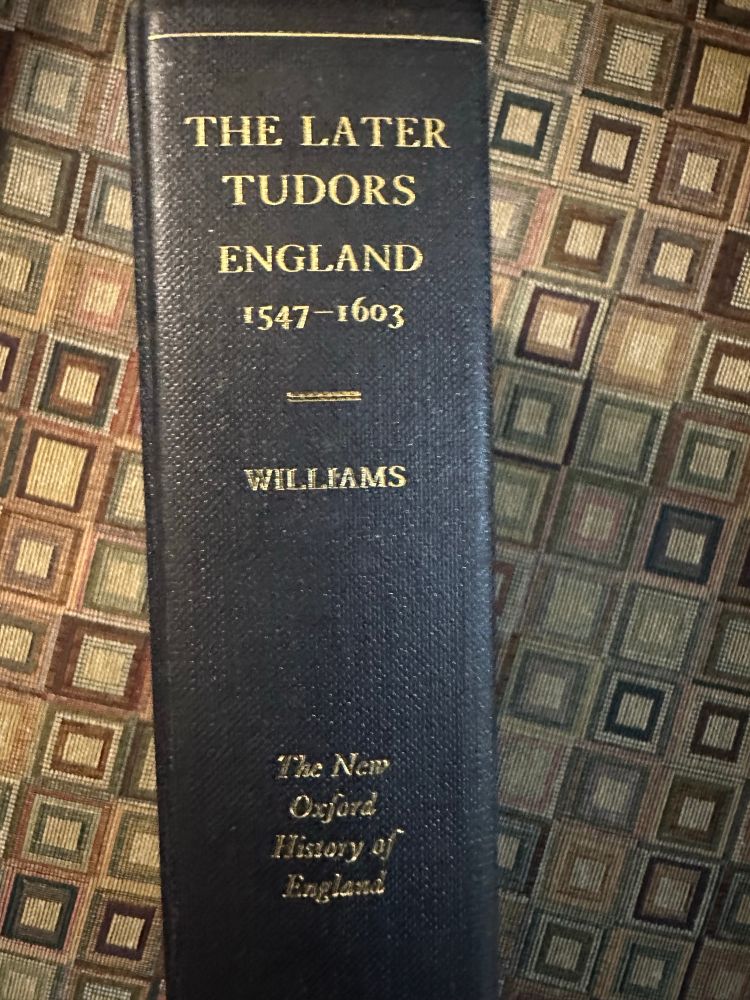 THE LATER
TUDORS
ENGLAND
1547–1603
WILLIAMS
The New
Oxford
History of
England